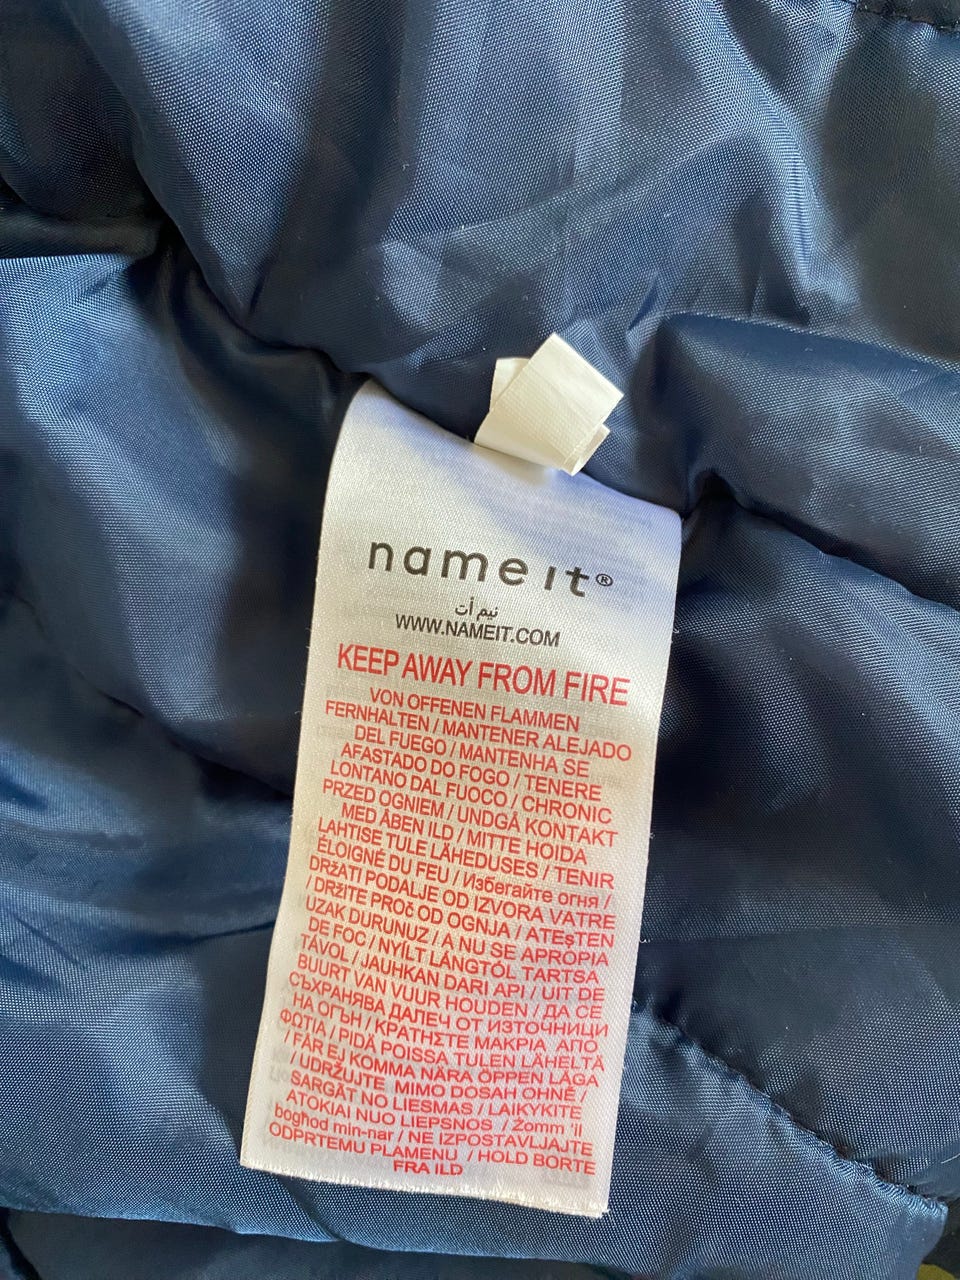 name it®
نيم أت
WWW.NAMEIT.COM
KEEP AWAY FROM FIRE
VON OFFENEN FLAMMEN
FERNHALTEN / MANTENER ALEJADO
DEL FUEGO / MANTENHA SE
AFASTADO DO FOGO / TENERE
LONTANO DAL FUOCO / CHRONIC
PRZED OGNIEM / UNDGÅ KONTAKT
MED ÅBEN ILD / MITTE HOIDA
LAHTISE TULE LÄHEDUSES / TENIR
ÉLOIGNÉ DU FEU / Избегайте огня /
DRŽATI PODALJE OD IZVORA VATRE
/ DRŽITE PROč OD OGNJA / ATEşTEN
UZAK DURUNUZ / A NU SE APROPIA
DE FOC / NYÍLT LÁNGTÓL TARTSA
TÁVOL / JAUHKAN DARI API / UIT DE
BUURT VAN VUUR HOUDEN / ДА СЕ
СЪХРАНЯВА ДАЛЕЧ ОТ ИЗТОЧНИЦИ
НА ОГЪН / ΚΡΑΤΗΣΤΕ ΜΑΚΡΙΑ ΑΠΟ
ΦΩΤΙΑ / PIDÄ POISSA TULEN LÄHELTÄ
/ FÅR EJ KOMMA NÄRA ÖPPEN LÅGA
/ UDRŽUJTE MIMO DOSAH OHNĚ /
SARGĀT NO LIESMAS / LAIKYKITE
ATOKIAI NUO LIEPSNOS / Żomm 'il
bogħod min-nar / NE IZPOSTAVLJAJTE
ODPRTEMU PLAMENU / HOLD BORTE
FRA ILD